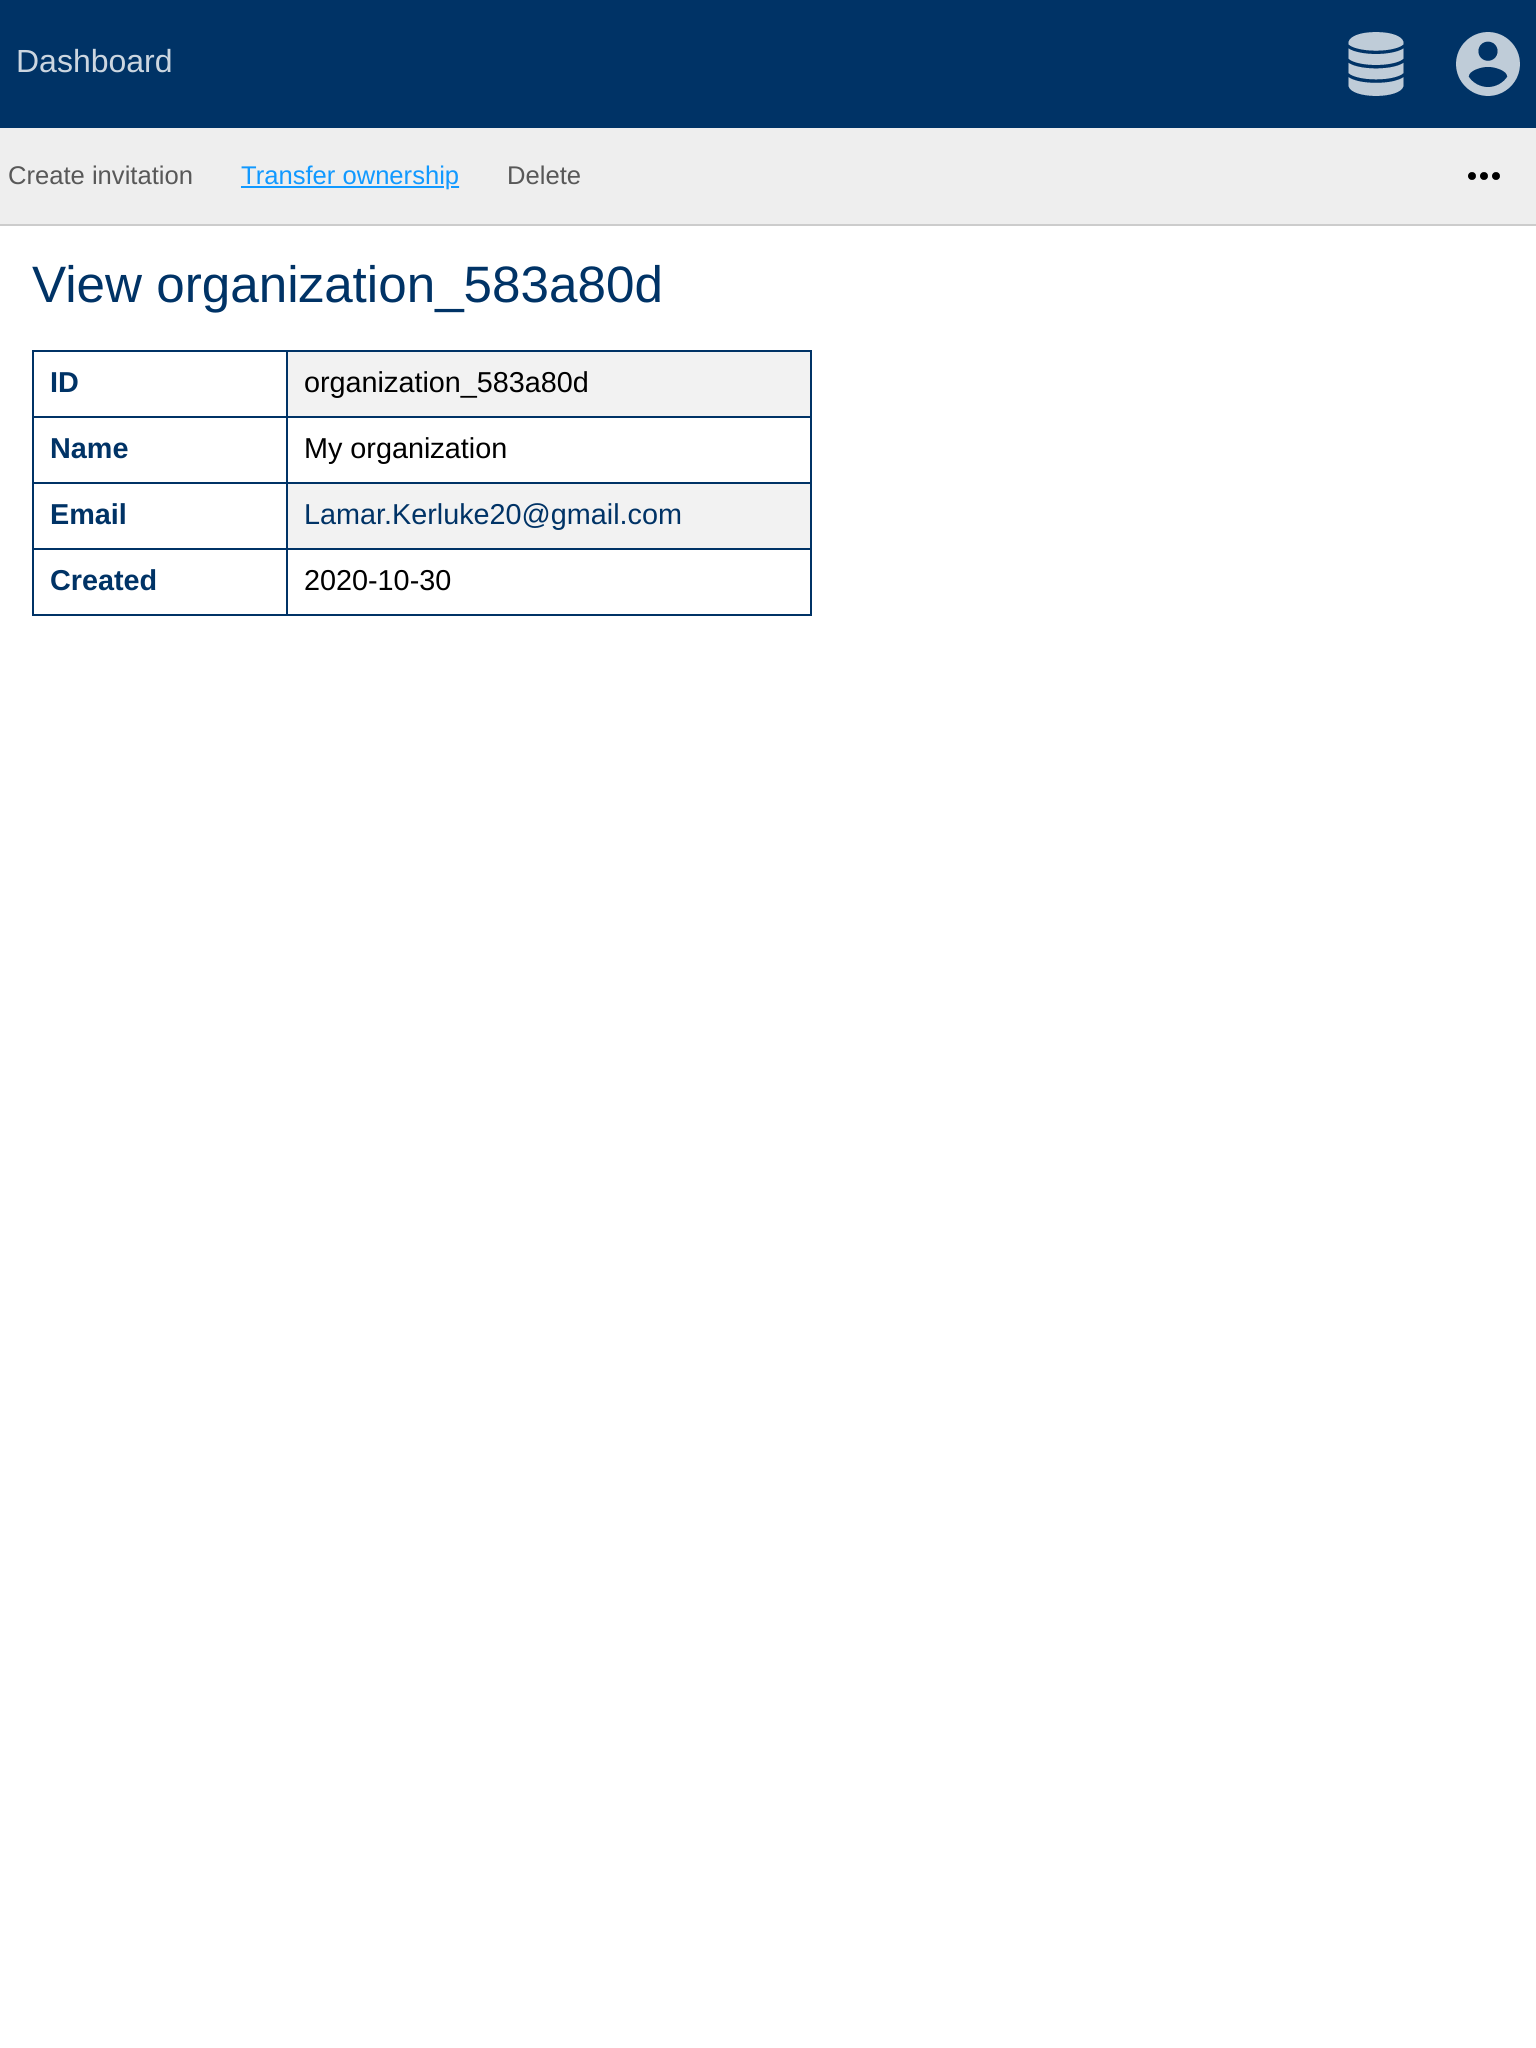 Dashboard
Create invitation Transfer ownership Delete
View organization_583a80d
ID organization_583a80d
Name My organization
Email Lamar.Kerluke20@gmail.com
Created 2020-10-30